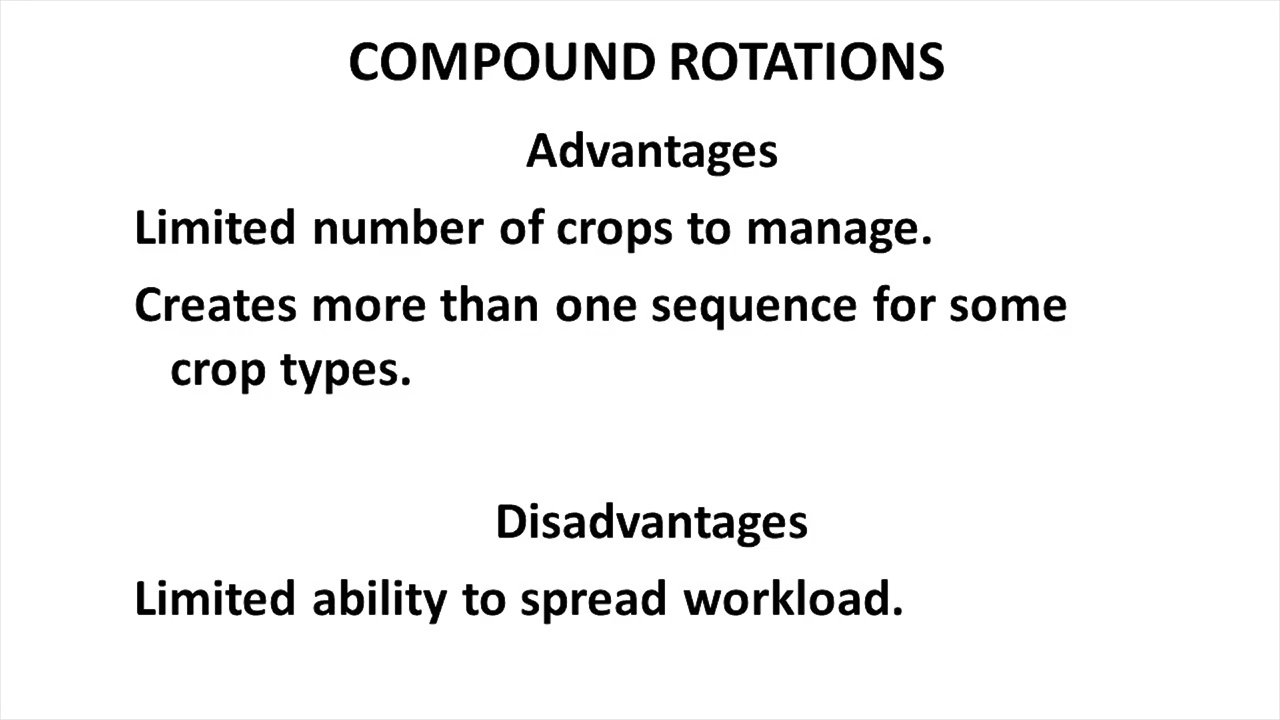 COMPOUND ROTATIONS
Advantages
Limited number of crops to manage.
Creates more than one sequence for some
crop types.
Disadvantages
Limited ability to spread workload.